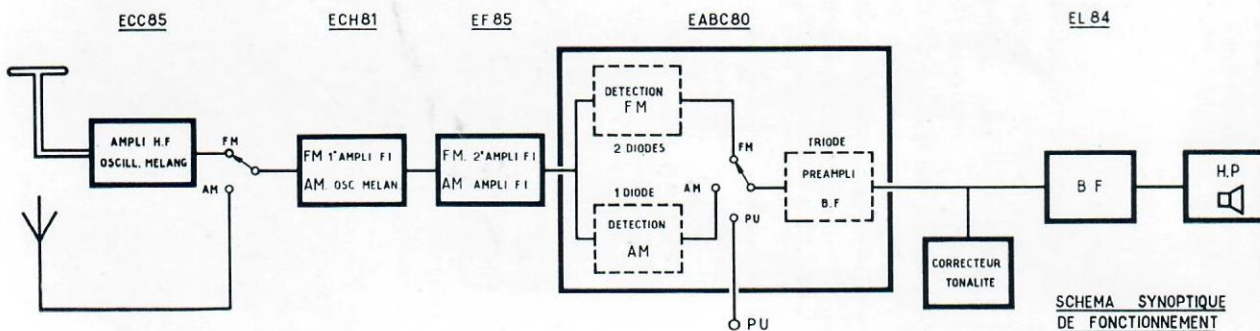 ECC85
ECH81
EF 85
EABC80
EL 84
AMPLI H.F
OSCILL. MELANG
FM
AM
FM 1° AMPLI F I
AM. OSC MELAN
FM. 2° AMPLI F I
AM AMPLI F I
DETECTION
FM
2 DIODES
1 DIODE
DETECTION
AM
FM
AM
PU
TRIODE
PREAMPLI
B.F
PU
CORRECTEUR
TONALITE
B F
H.P
SCHEMA SYNOPTIQUE
DE FONCTIONNEMENT